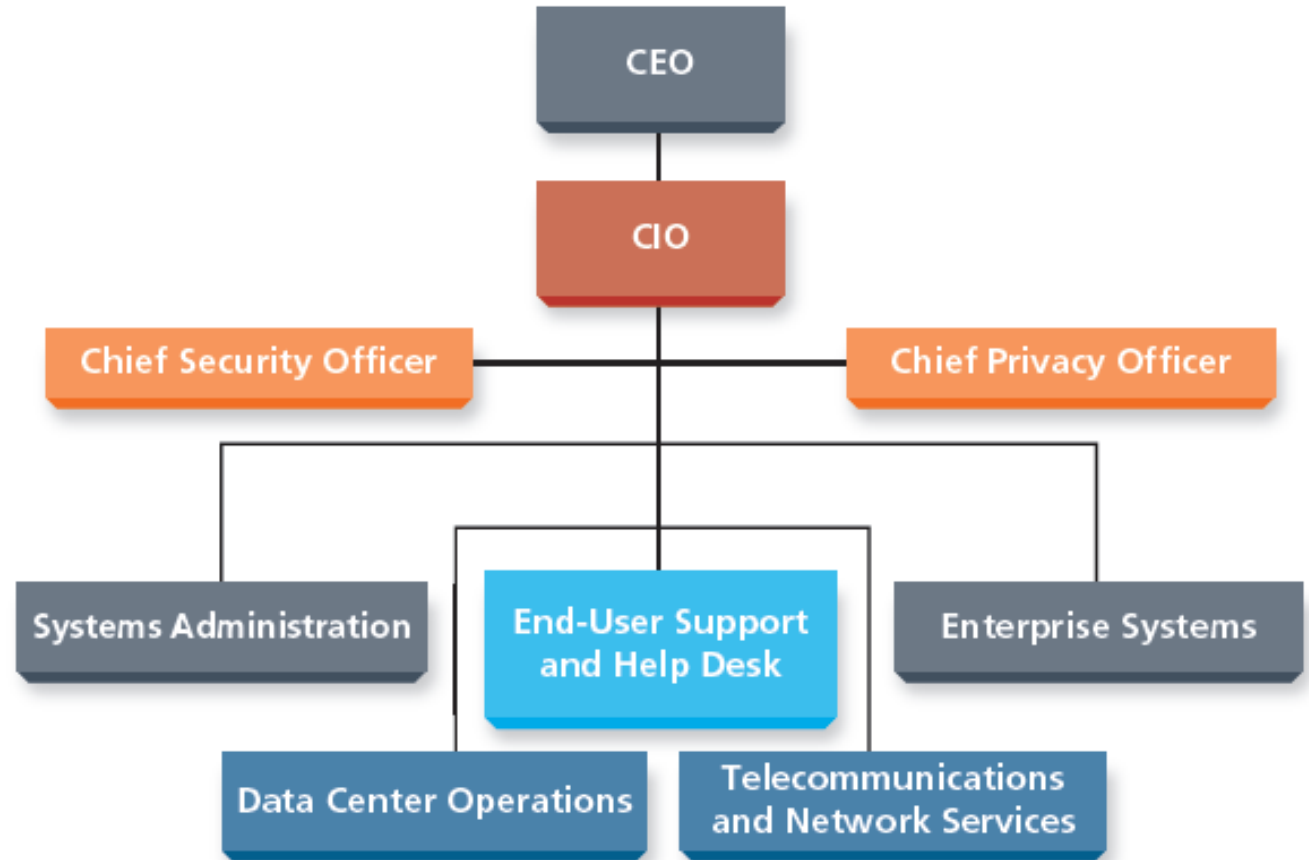 CEO
CIO
Chief Security Officer
Chief Privacy Officer
Systems Administration
End-User Support
and Help Desk
Enterprise Systems
Data Center Operations
Telecommunications
and Network Services